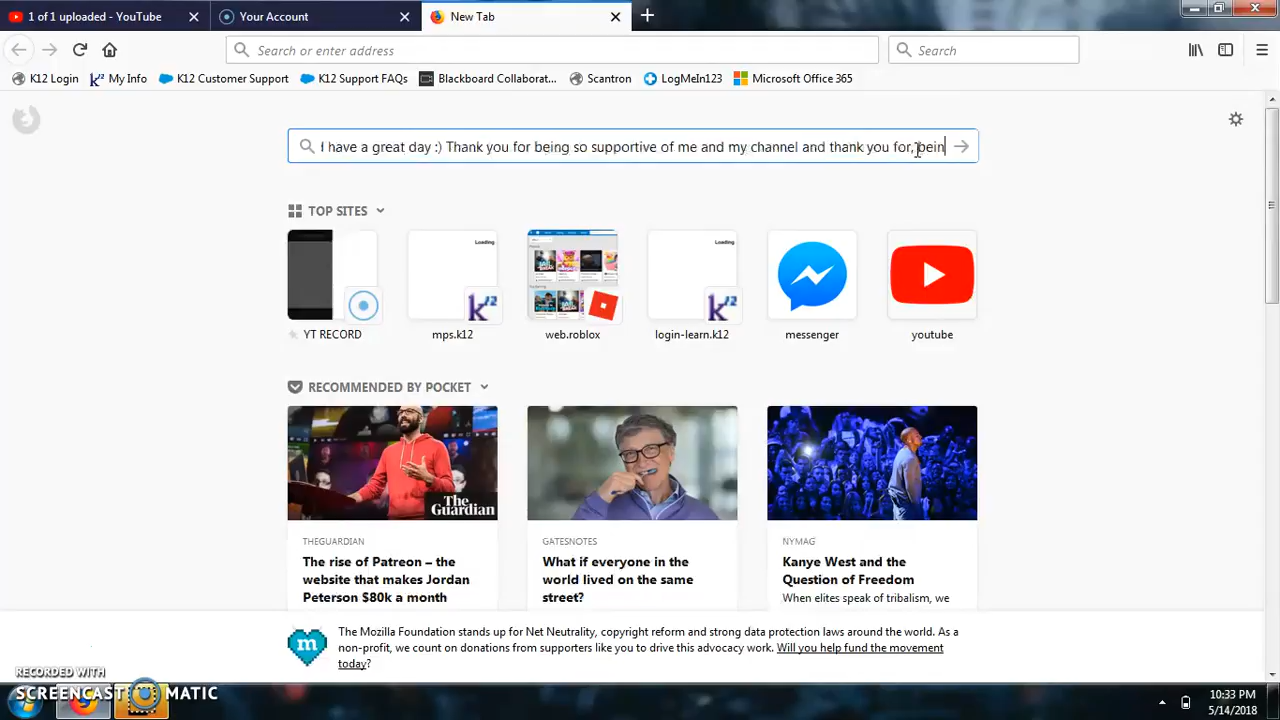 1 of 1 uploaded - YouTube
Your Account
New Tab
Search or enter address
Search
K12 Login
My Info
K12 Customer Support
K12 Support FAQs
Blackboard Collaborat...
Scantron
LogMeIn123
Microsoft Office 365
have a great day :) Thank you for being so supportive of me and my channel and thank you for, bein
TOP SITES
Loading
Loading
YT RECORD
mps.k12
web.roblox
login-learn.k12
messenger
youtube
RECOMMENDED BY POCKET
The
Guardian
THEGUARDIAN
The rise of Patreon – the
website that makes Jordan
Peterson $80k a month
GATESNOTES
What if everyone in the
world lived on the same
street?
NYMAG
Kanye West and the
Question of Freedom
When elites speak of tribalism, we
m
The Mozilla Foundation stands up for Net Neutrality, copyright reform and strong data protection laws around the world. As a
non-profit, we count on donations from supporters like you to drive this advocacy work. Will you help fund the movement
today?
RECORDED WITH
SCREENCAST MATIC
10:33 PM
5/14/2018